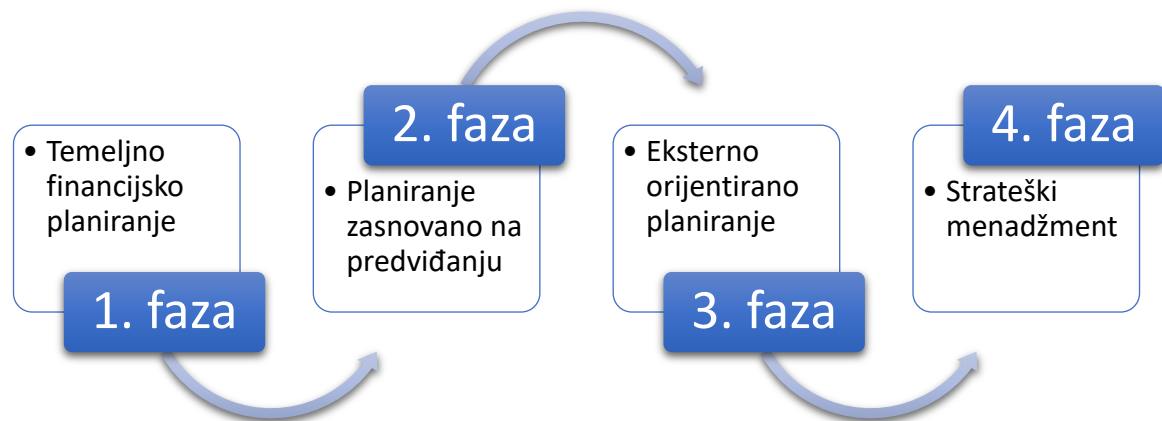 • Temeljno
financijsko
planiranje
1. faza
2. faza
• Planiranje
zasnovano na
predviđanju
• Eksterno
orijentirano
planiranje
3. faza
4. faza
• Strateški
menadžment